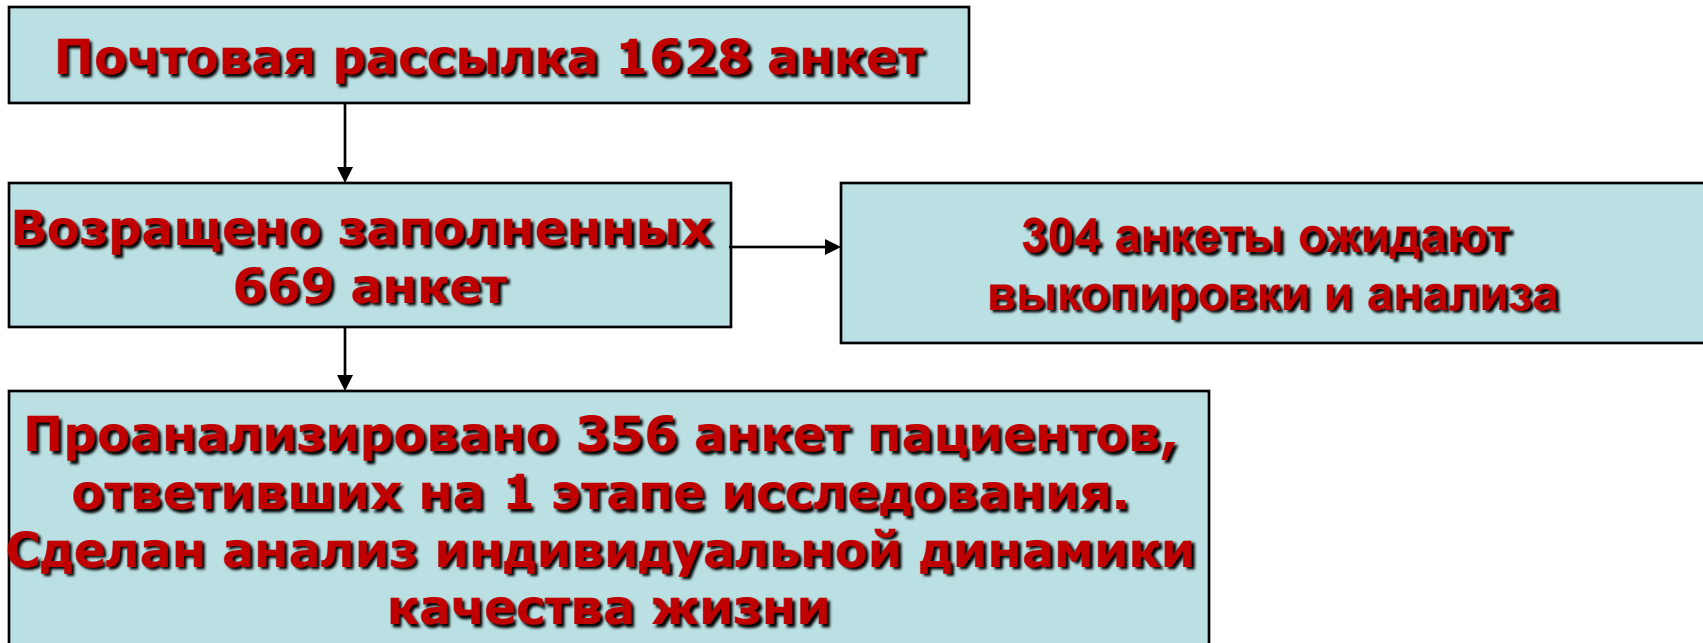 Почтовая рассылка 1628 анкет
Возращено заполненных
669 анкет
304 анкеты ожидают
выкопировки и анализа
Проанализировано 356 анкет пациентов,
ответивших на 1 этапе исследования.
Сделан анализ индивидуальной динамики
качества жизни